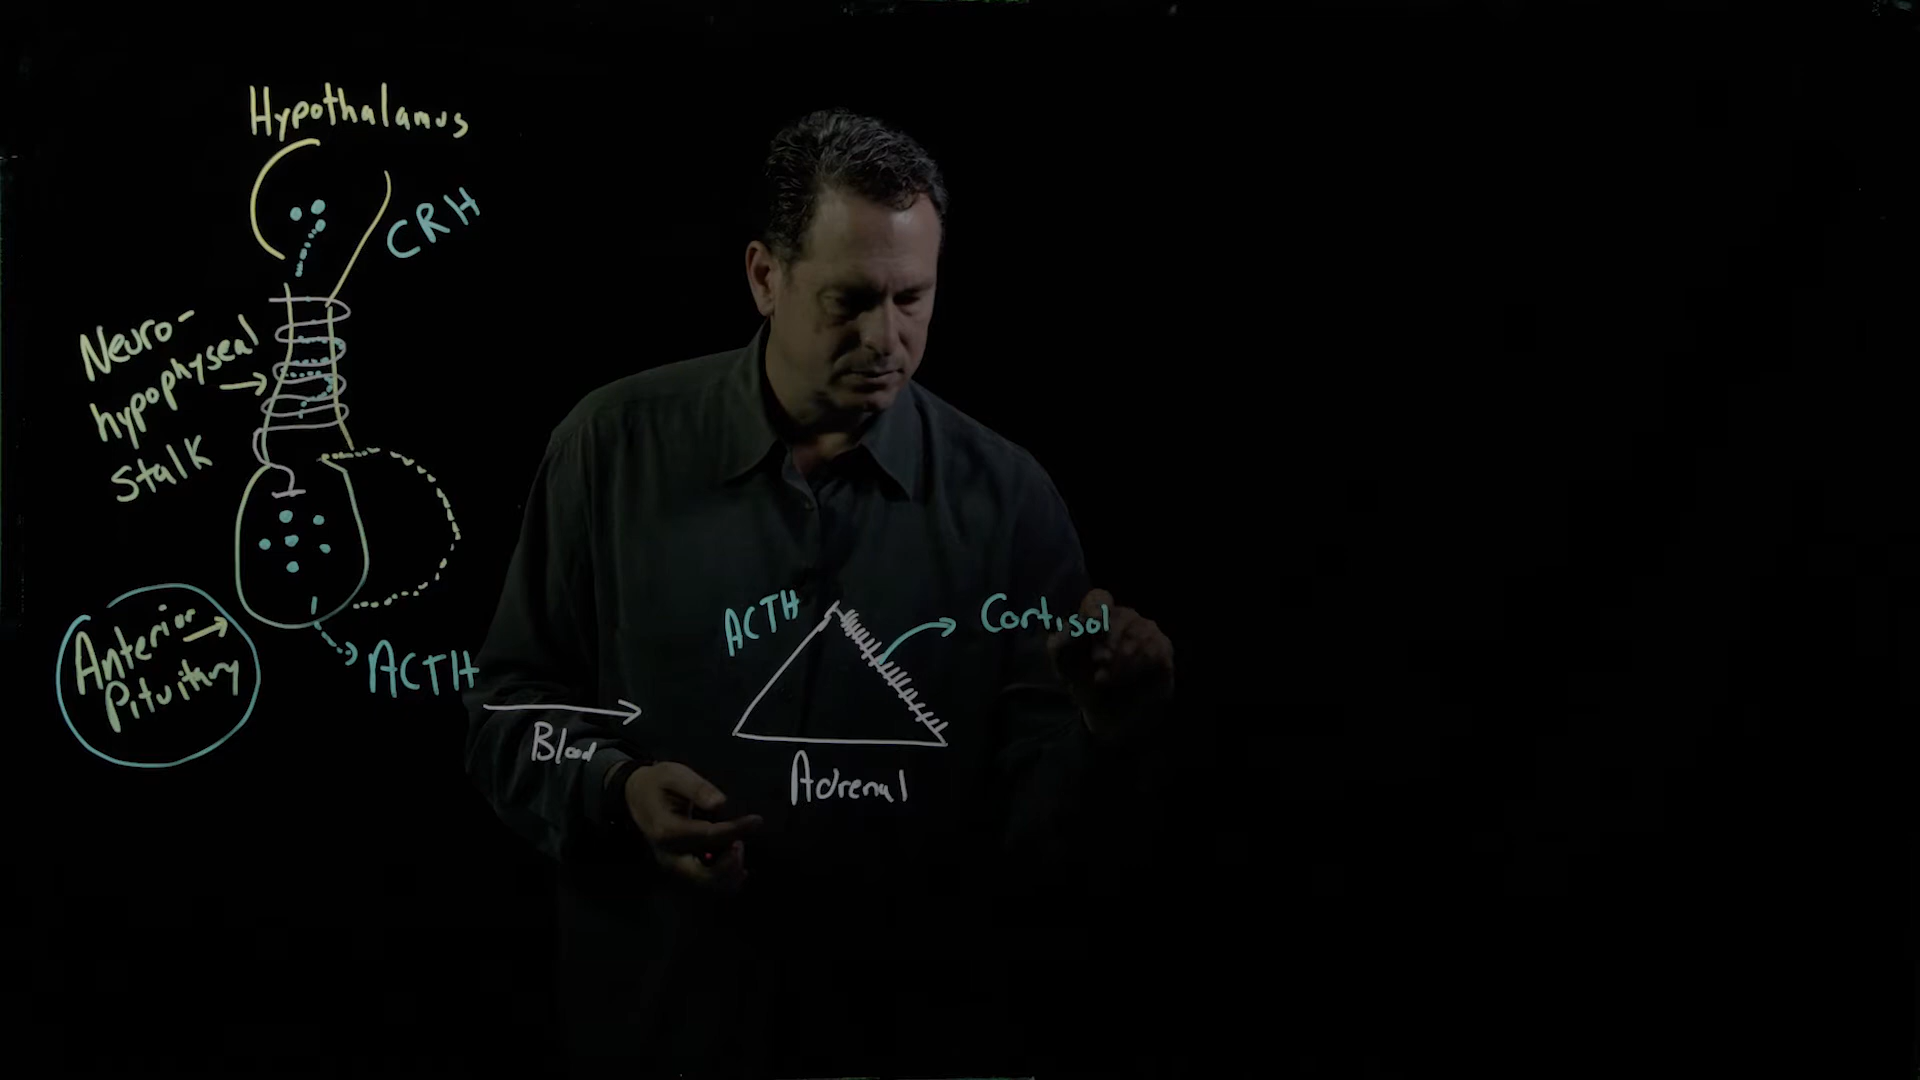 Hypothalamus
CRH
Neuro-
hypophyseal
Stalk
Anterior
Pituitary
ACTH
Blood
ACTH
Adrenal
Cortisol